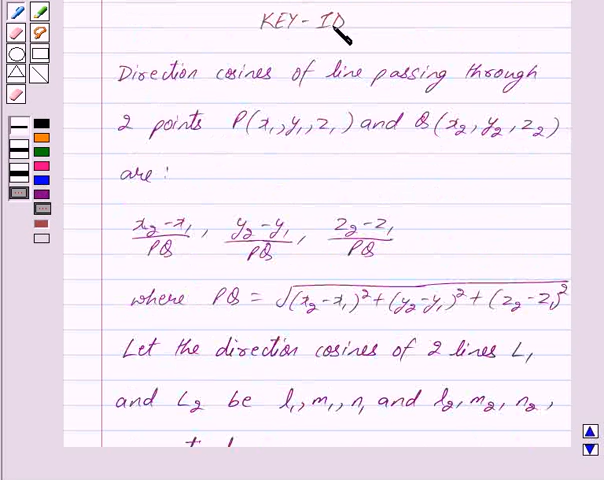 KEY - ID
Direction cosines of line passing through
2 points P(x₁, y₁, z₁) and Q(x₂, y₂, z₂)
are :
(x₂-x₁)/PQ , (y₂-y₁)/PQ , (z₂-z₁)/PQ
where PQ = √((x₂-x₁)²+(y₂-y₁)²+(z₂-z₁)²)
Let the direction cosines of 2 lines L₁
and L₂ be l₁, m₁, n₁ and l₂, m₂, n₂,